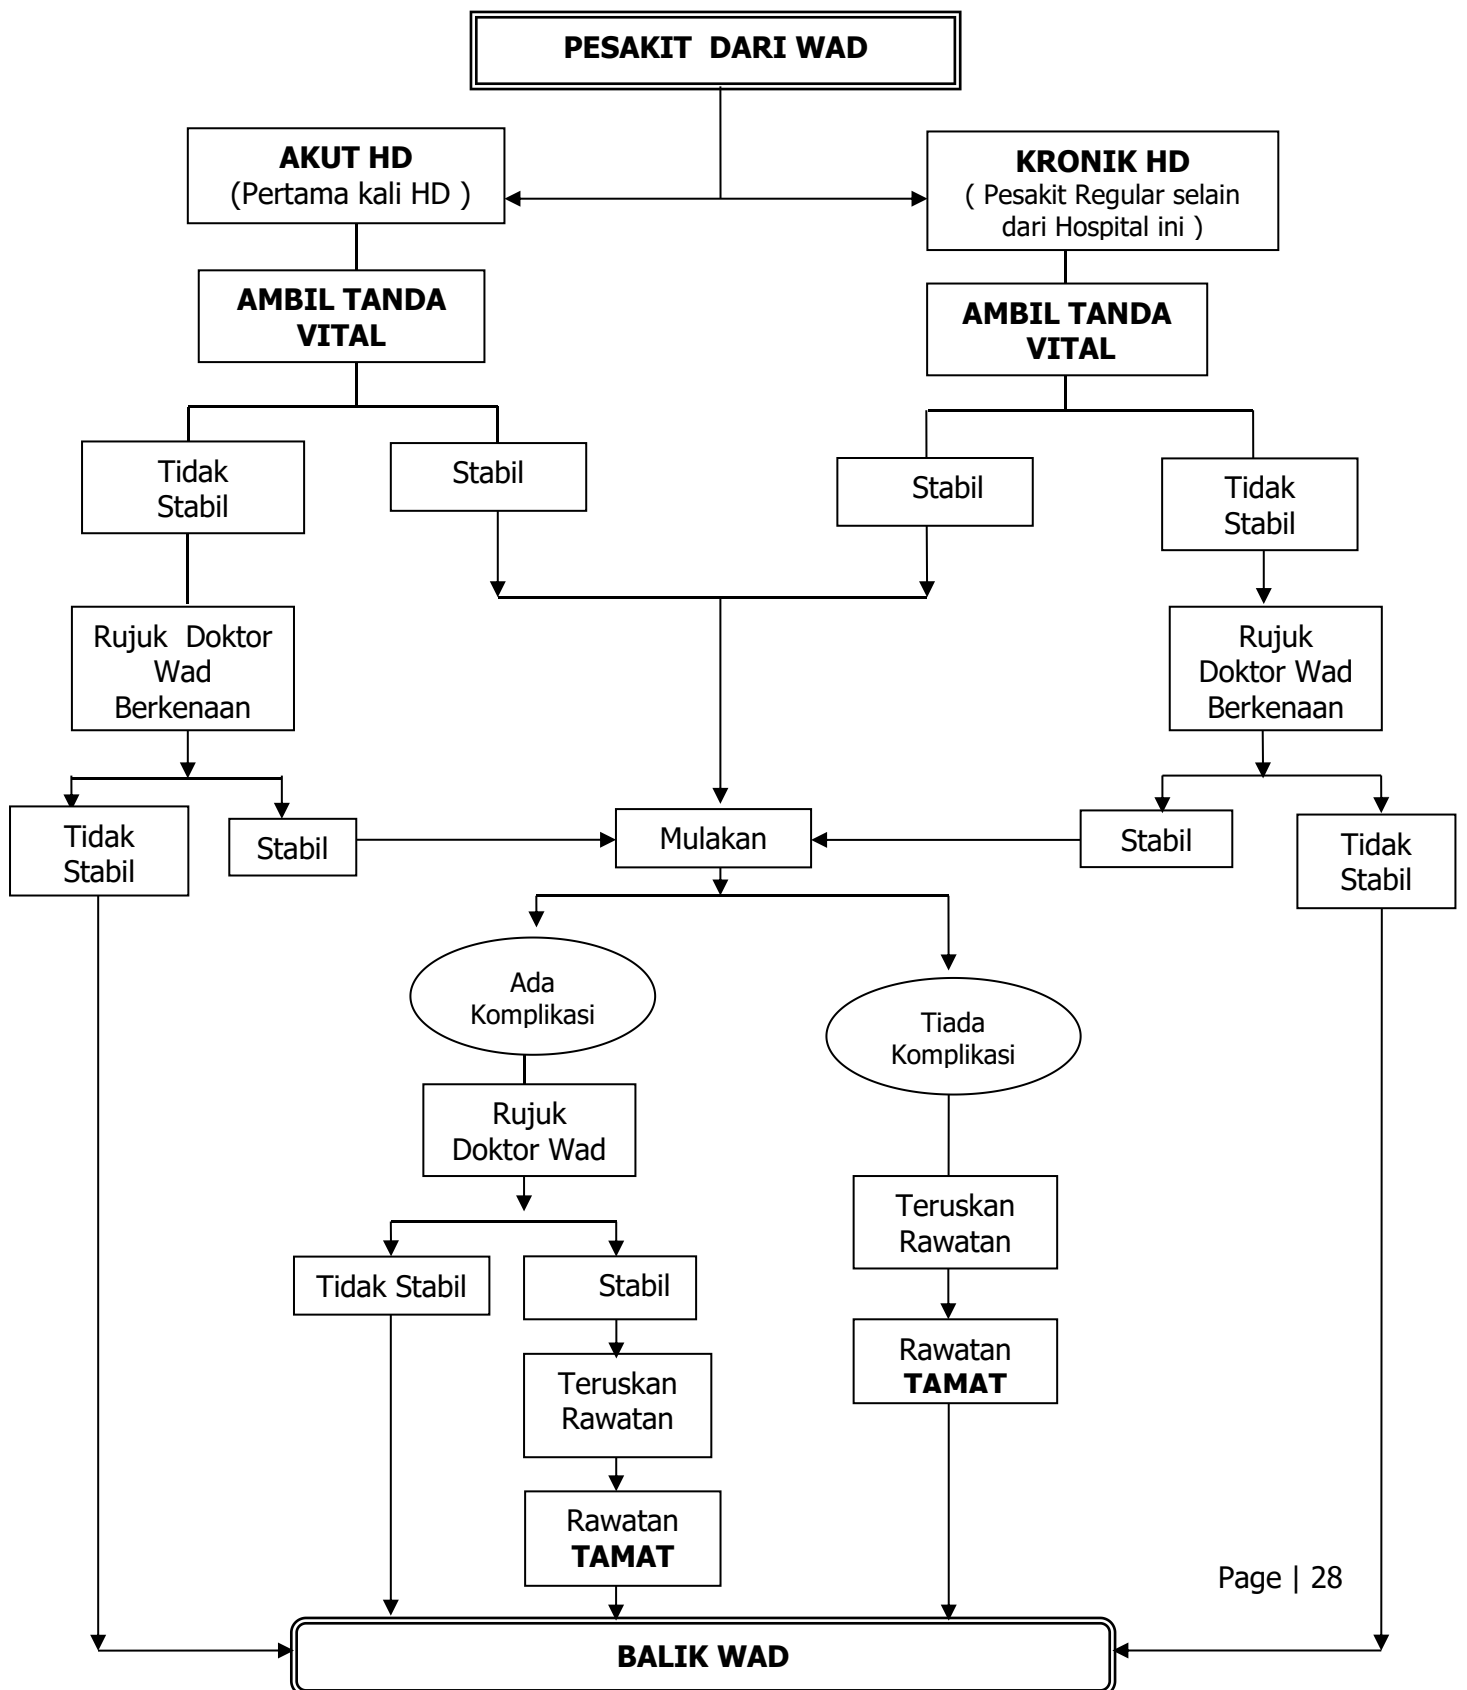 PESAKIT  DARI WAD
AKUT HD
(Pertama kali HD )
KRONIK HD
( Pesakit Regular selain
dari Hospital ini )
AMBIL TANDA
VITAL
AMBIL TANDA
VITAL
Tidak
Stabil
Stabil
Stabil
Tidak
Stabil
Rujuk  Doktor
Wad
Berkenaan
Rujuk
Doktor Wad
Berkenaan
Tidak
Stabil
Stabil
Mulakan
Stabil
Tidak
Stabil
Ada
Komplikasi
Tiada
Komplikasi
Rujuk
Doktor Wad
Teruskan
Rawatan
Tidak Stabil
Stabil
Rawatan
TAMAT
Teruskan
Rawatan
Rawatan
TAMAT
Page | 28
BALIK WAD